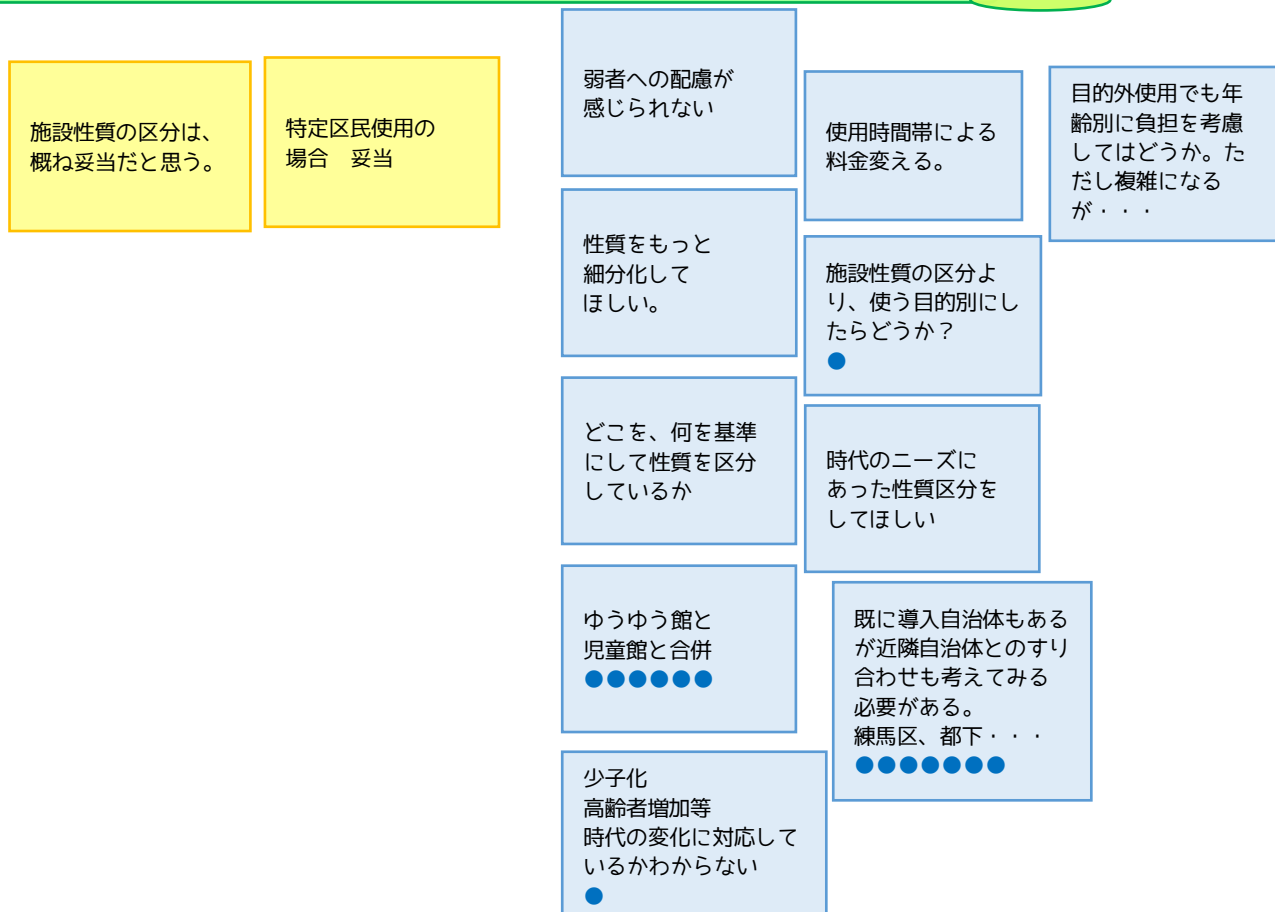 施設性質の区分は、
概ね妥当だと思う。
特定区民使用の
場合　妥当
弱者への配慮が
感じられない
使用時間帯による
料金変える。
目的外使用でも年
齢別に負担を考慮
してはどうか。た
だし複雑になる
が・・・
性質をもっと
細分化して
ほしい。
施設性質の区分よ
り、使う目的別にし
たらどうか？
●
どこを、何を基準
にして性質を区分
しているか
時代のニーズに
あった性質区分を
してほしい
ゆうゆう館と
児童館と合併
●●●●●●
既に導入自治体もある
が近隣自治体とのすり
合わせも考えてみる
必要がある。
練馬区、都下・・・
●●●●●●●
少子化
高齢者増加等
時代の変化に対応して
いるかわからない
●